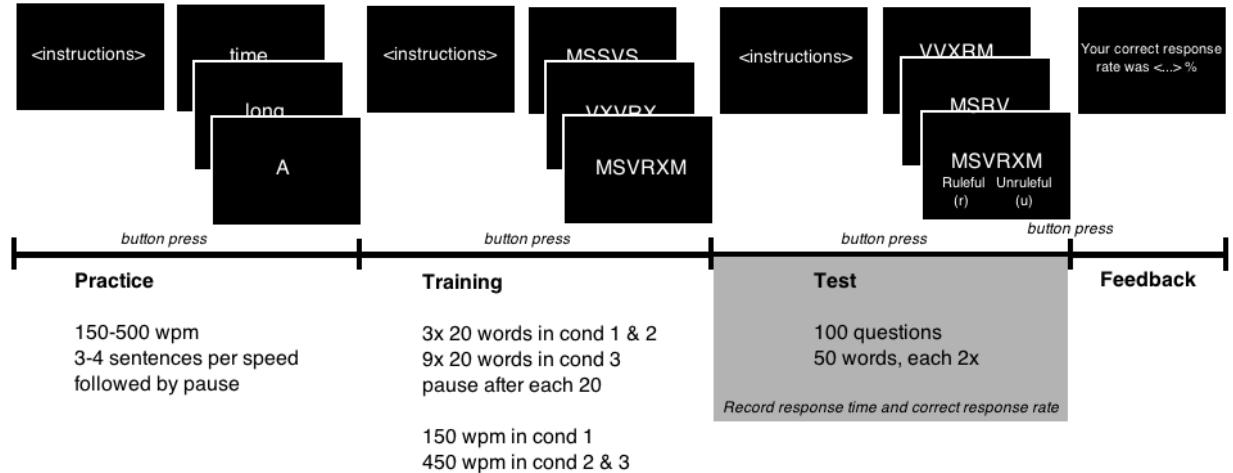 <instructions>
time
long
A
<instructions>
MSSVS
VXVRX
MSVRXM
<instructions>
VVXRM
MSRV
MSVRXM
Ruleful Unruleful
(r) (u)
Your correct response
rate was <...> %
button press
button press
button press
button press
Practice
150-500 wpm
3-4 sentences per speed
followed by pause
Training
3x 20 words in cond 1 & 2
9x 20 words in cond 3
pause after each 20
150 wpm in cond 1
450 wpm in cond 2 & 3
Test
100 questions
50 words, each 2x
Record response time and correct response rate
Feedback